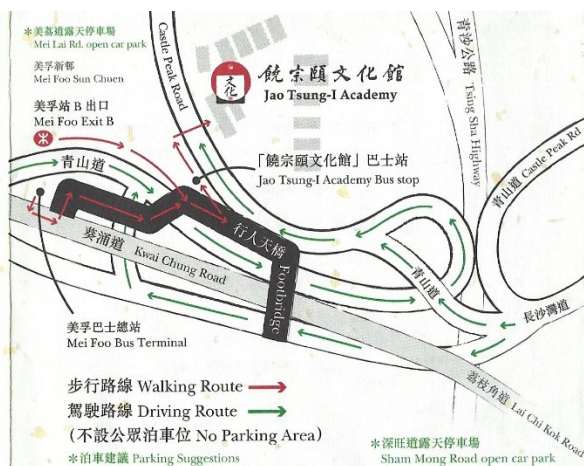 *美荔道露天停車場
Mei Lai Rd. open car park
美孚新邨
Mei Foo Sun Chuen
美孚站 B 出口
Mei Foo Exit B
青山道
Castle Peak Road
文化
饒宗頤文化館
Jao Tsung-I Academy
青沙公路
Tsing Sha Highway
青山道 Castle Peak Road
「饒宗頤文化館」巴士站
Jao Tsung-I Academy Bus stop
行人天橋
Footbridge
葵涌道 Kwai Chung Road
青山道
長沙灣道
美孚巴士總站
Mei Foo Bus Terminal
荔枝角道 Lai Chi Kok Road
步行路線 Walking Route
駕駛路線 Driving Route
(不設公眾泊車位 No Parking Area)
*泊車建議 Parking Suggestions
*深旺道露天停車場
Sham Mong Road open car park